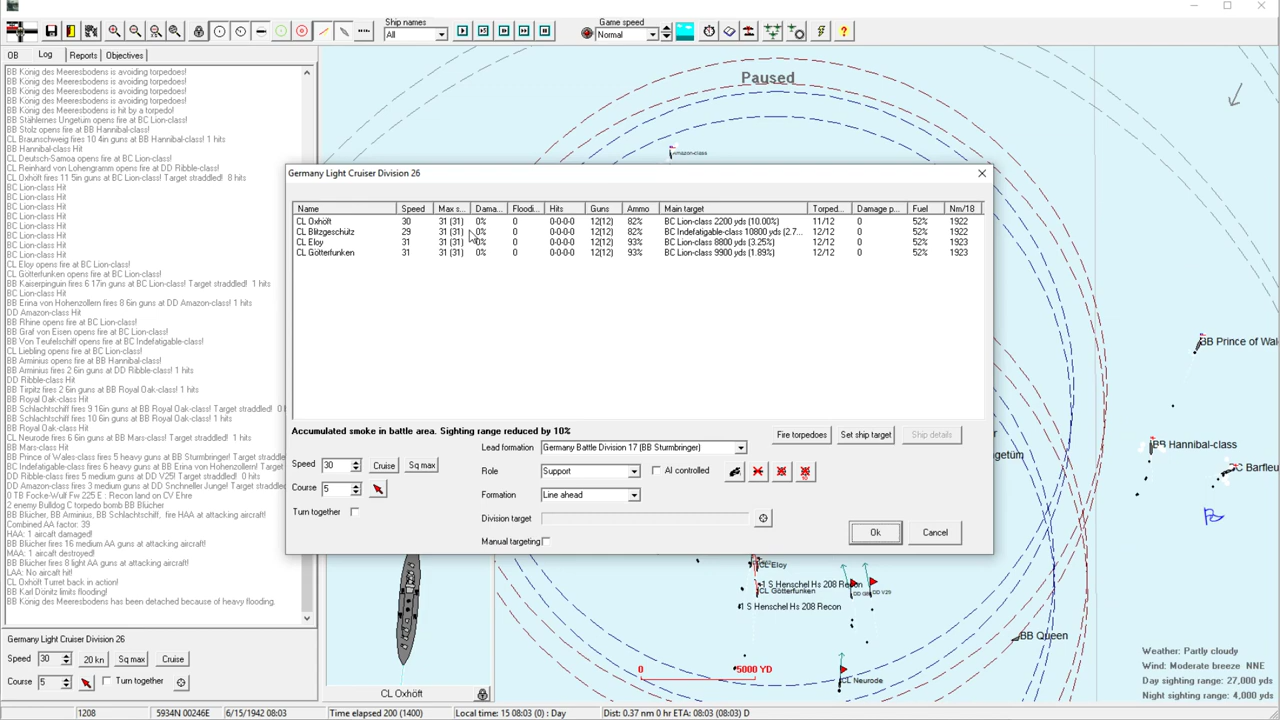 Ship names
All
Game speed
Normal
OB
Log
Reports
Objectives
BB König des Meeresbodens is avoiding torpedoes!
BB König des Meeresbodens is avoiding torpedoes!
BB König des Meeresbodens is avoiding torpedoes!
BB König des Meeresbodens is avoiding torpedoes!
BB König des Meeresbodens is hit by a torpedo!
BB Stählernes Ungetüm opens fire at BC Lion-class!
BB Stolz opens fire at BB Hannibal-class!
CL Braunschweig fires 10 4in guns at BB Hannibal-class! 1 hits
BB Hannibal-class Hit
CL Deutsch-Samoa opens fire at BC Lion-class!
CL Reinhard von Lohengramm opens fire at DD Ribble-class!
CL Oxhöft fires 11 5in guns at BC Lion-class! Target straddled! 8 hits
BC Lion-class Hit
BC Lion-class Hit
BC Lion-class Hit
BC Lion-class Hit
BC Lion-class Hit
BC Lion-class Hit
BC Lion-class Hit
BC Lion-class Hit
CL Eloy opens fire at BC Lion-class!
CL Götterfunken opens fire at BC Lion-class!
BB Kaiserpinguin fires 6 17in guns at BC Lion-class! Target straddled! 1 hits
BC Lion-class Hit
BB Erina von Hohenzollern fires 8 6in guns at DD Amazon-class! 1 hits
DD Amazon-class Hit
BB Rhine opens fire at BC Lion-class!
BB Graf von Eisen opens fire at BC Lion-class!
BB Von Teufelschiff opens fire at BC Indefatigable-class!
CL Liebling opens fire at BC Lion-class!
BB Arminius opens fire at BB Hannibal-class!
BB Arminius fires 2 6in guns at DD Ribble-class! 1 hits
DD Ribble-class Hit
BB Tirpitz fires 2 6in guns at BB Royal Oak-class! 1 hits
BB Royal Oak-class Hit
BB Schlachtschiff fires 9 16in guns at BB Royal Oak-class! Target straddled! 0
BB Schlachtschiff fires 10 6in guns at BB Royal Oak-class! 1 hits
BB Royal Oak-class Hit
CL Neurode fires 6 6in guns at BB Mars-class! 1 hits
BB Mars-class Hit
BB Prince of Wales-class fires 5 heavy guns at BB Sturmbringer! 0 hits
BC Indefatigable-class fires 6 heavy guns at BB Erina von Hohenzollern! 0 hits
DD Ribble-class fires 5 medium guns at DD V25! 0 hits
DD Amazon-class fires 3 medium guns at DD Snchneller Junge! 0 hits
0 TB Focke-Wulf Fw 225 E : Recon land on CV Ehre
2 enemy Bulldog C torpedo bomb BB Blücher
BB Blücher, BB Arminius, BB Schlachtschiff, fire HAA at attacking aircraft!
Combined AA factor: 39
HAA: 1 aircaft damaged!
BB Blücher fires 16 medium AA guns at attacking aircraft!
MAA: 1 aircraft destroyed!
BB Blücher fires 8 light AA guns at attacking aircraft!
LAA: No aircaft hit!
CL Oxhöft Turret back in action!
BB Karl Dönitz limits flooding!
BB König des Meeresbodens has been detached because of heavy flooding.
Germany Light Cruiser Division 26
Speed 30 20 kn Sq max Cruise
Course 5 Turn together
CL Oxhöft
Paused
Amazon-class
BB Prince of Wal
BB Hannibal-class
C Barfleu
getüm
BB Queen
CL Eloy
CL Götterfunken
1 S Henschel Hs 208 Recon
1 S Henschel Hs 208 Recon
DD V29
CL Neurode
0 5000 YD
Weather: Partly cloudy
Wind: Moderate breeze NNE
Day sighting range: 27,000 yds
Night sighting range: 4,000 yds
Germany Light Cruiser Division 26
Name Speed Max s... Dama... Floodi... Hits Guns Ammo Main target Torped... Damage p... Fuel Nm/18
CL Oxhöft 30 31 (31) 0% 0 0-0-0-0 12(12) 82% BC Lion-class 2200 yds (10.00%) 11/12 0 52% 1922
CL Blitzgeschütz 29 31 (31) 0% 0 0-0-0-0 12(12) 82% BC Indefatigable-class 10800 yds (2.7... 12/12 0 52% 1922
CL Eloy 31 31 (31) 0% 0 0-0-0-0 12(12) 93% BC Lion-class 8800 yds (3.25%) 12/12 0 52% 1923
CL Götterfunken 31 31 (31) 0% 0 0-0-0-0 12(12) 93% BC Lion-class 9900 yds (1.89%) 12/12 0 52% 1923
Accumulated smoke in battle area. Sighting range reduced by 10%
Fire torpedoes
Set ship target
Ship details
Lead formation Germany Battle Division 17 (BB Sturmbringer)
Speed 30 Cruise Sq max
Role Support AI controlled
Course 5
Formation Line ahead
Turn together
Division target
Manual targeting
Ok
Cancel
1208
5934N 00246E
6/15/1942 08:03
Time elapsed 200 (1400)
Local time: 15 08:03 (0) : Day
Dist: 0.37 nm 0 hr ETA: 08:03 (08:03) D